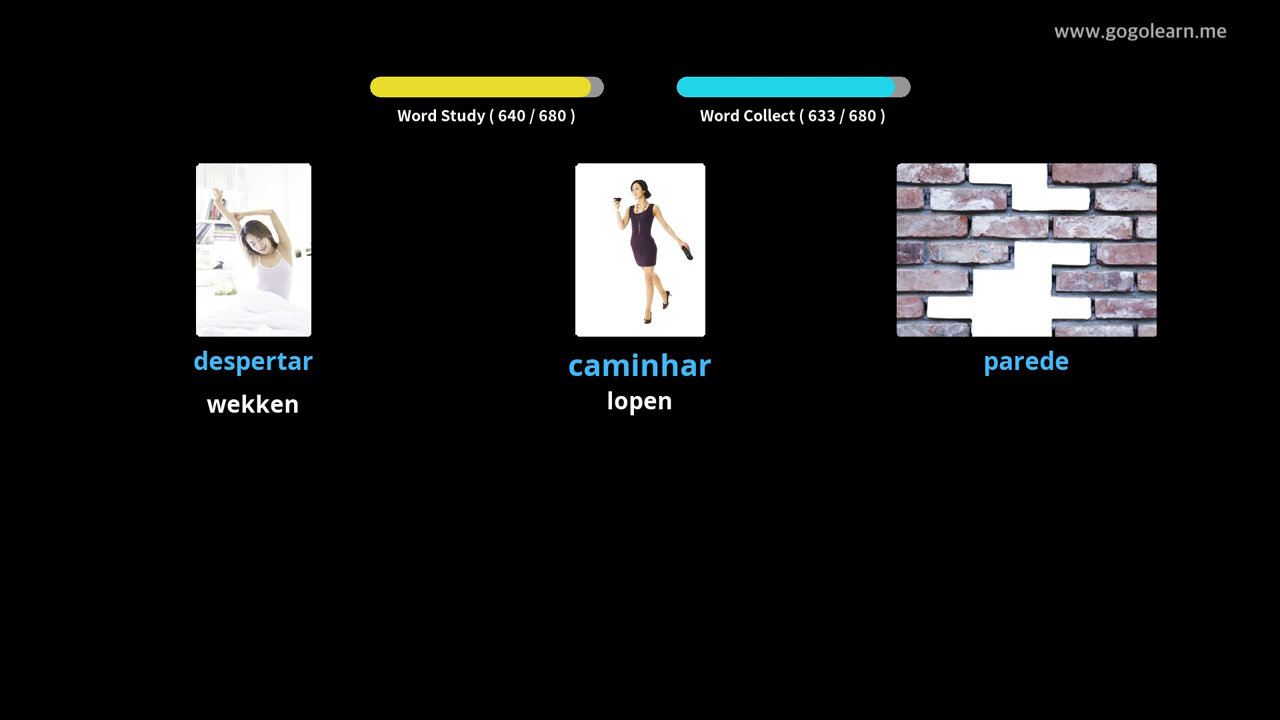 www.gogolearn.me
Word Study ( 640 / 680 )
Word Collect ( 633 / 680 )
despertar
wekken
caminhar
lopen
parede